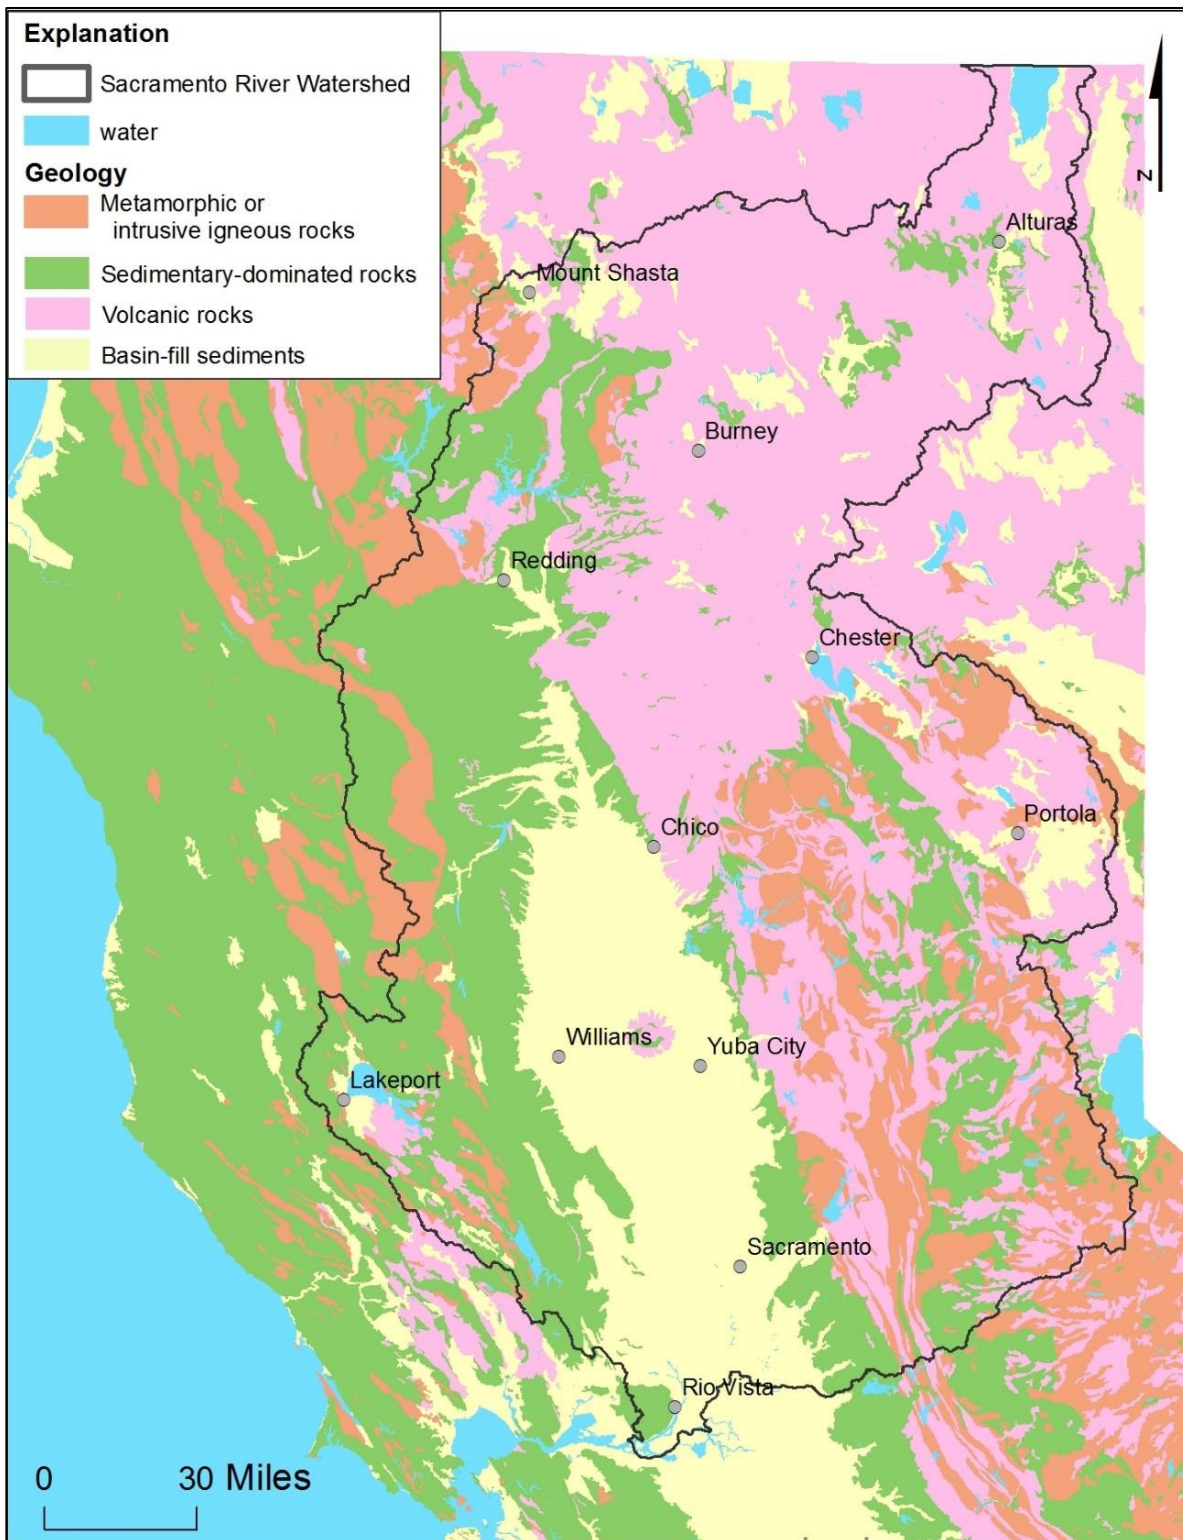 Explanation
Sacramento River Watershed
water
Geology
Metamorphic or
intrusive igneous rocks
Sedimentary-dominated rocks
Volcanic rocks
Basin-fill sediments
N
Alturas
Mount Shasta
Burney
Redding
Chester
Chico
Portola
Williams
Yuba City
Lakeport
Sacramento
Rio Vista
0 30 Miles